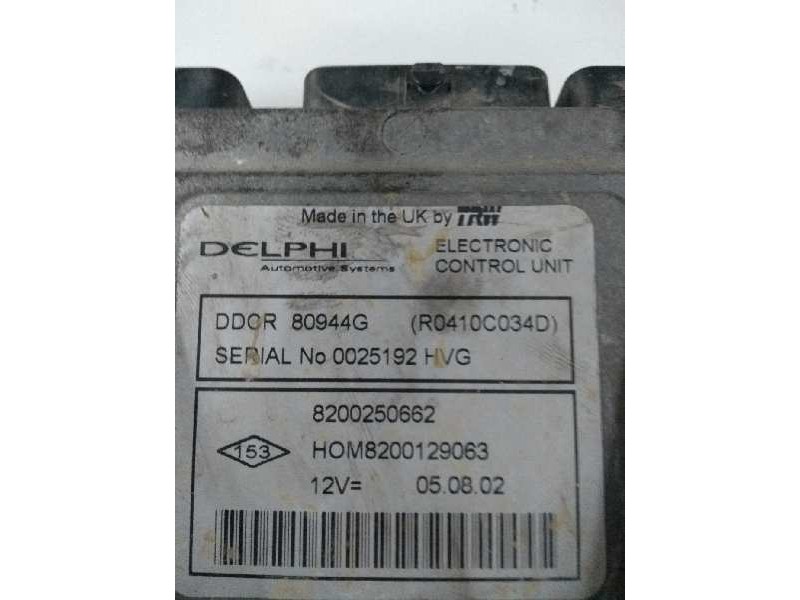 Made in the UK by TRW
DELPHI
Automotive Systems
ELECTRONIC
CONTROL UNIT
DDCR 80944G (R0410C034D)
SERIAL No 0025192 HVG
8200250662
153
HOM8200129063
12V= 05.08.02